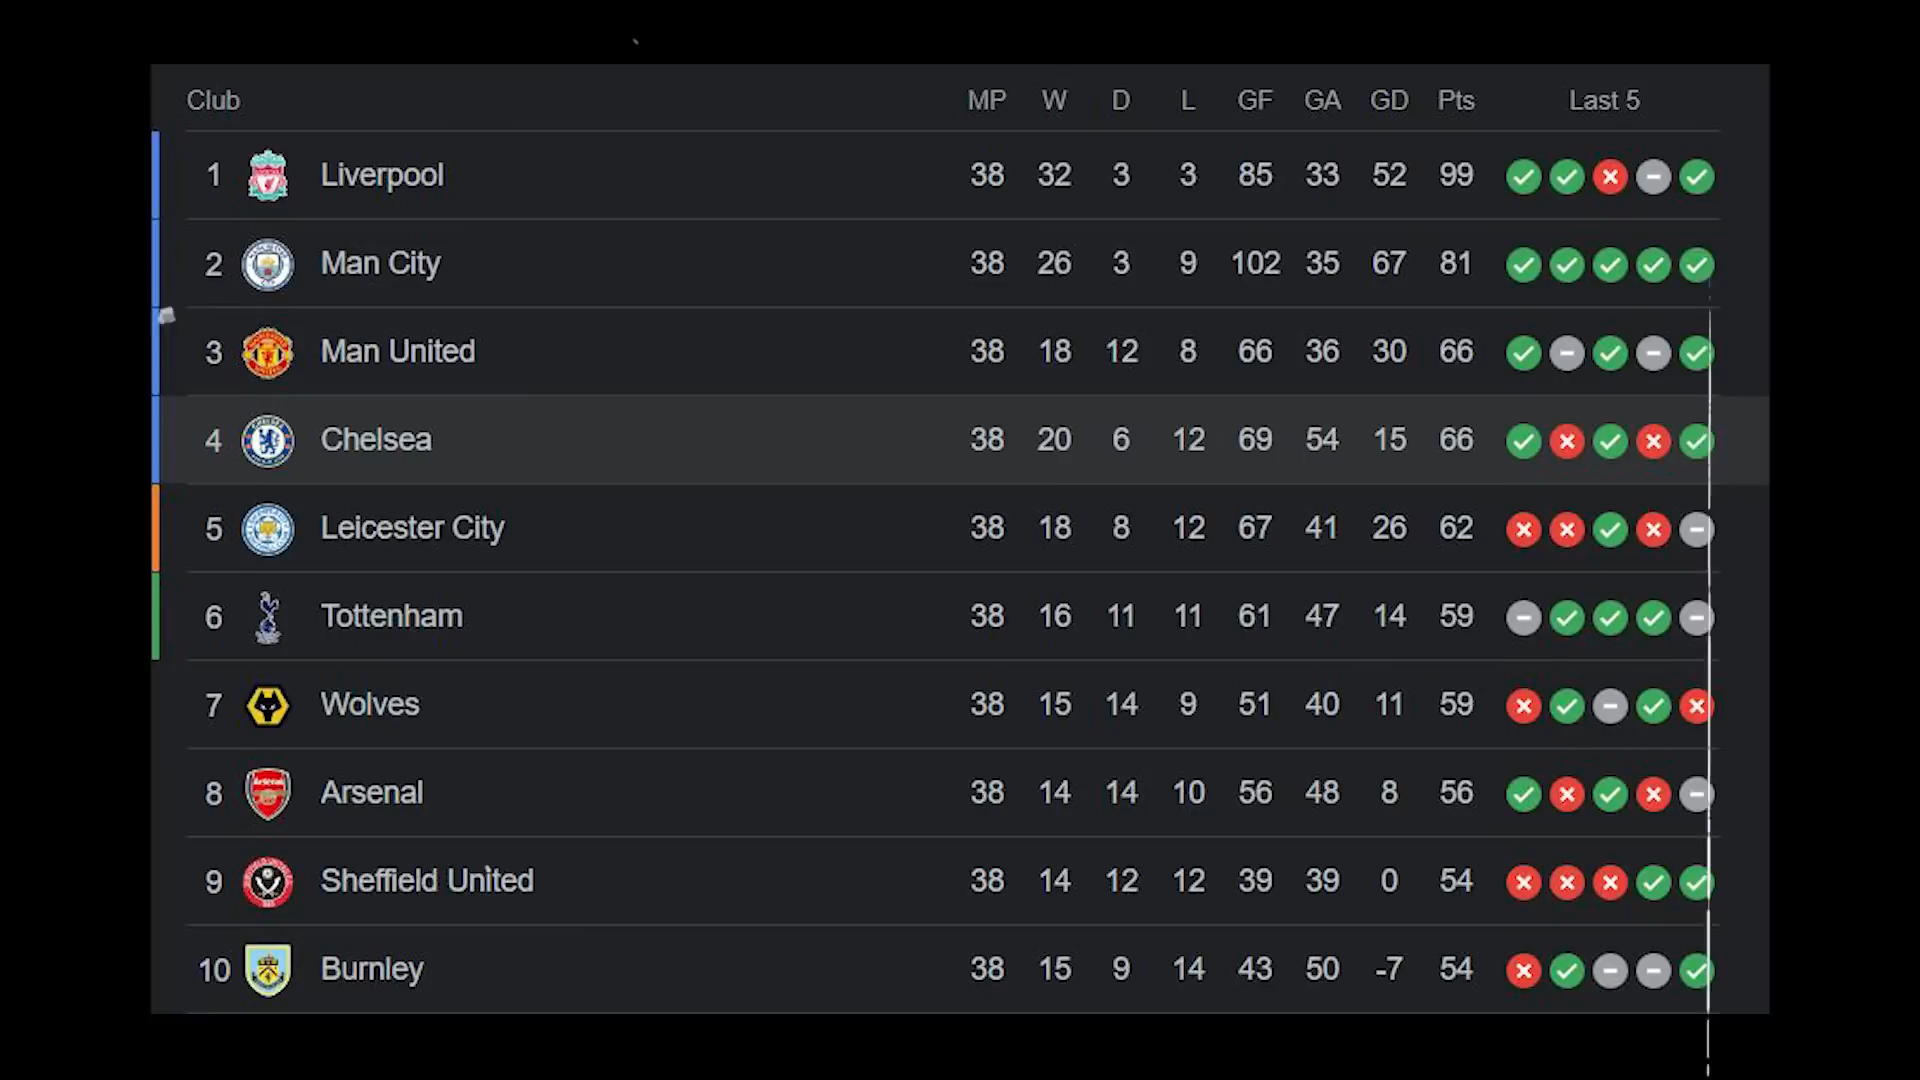 Club MP W D L GF GA GD Pts Last 5
1 Liverpool 38 32 3 3 85 33 52 99
2 Man City 38 26 3 9 102 35 67 81
3 Man United 38 18 12 8 66 36 30 66
4 Chelsea 38 20 6 12 69 54 15 66
5 Leicester City 38 18 8 12 67 41 26 62
6 Tottenham 38 16 11 11 61 47 14 59
7 Wolves 38 15 14 9 51 40 11 59
8 Arsenal 38 14 14 10 56 48 8 56
9 Sheffield United 38 14 12 12 39 39 0 54
10 Burnley 38 15 9 14 43 50 -7 54